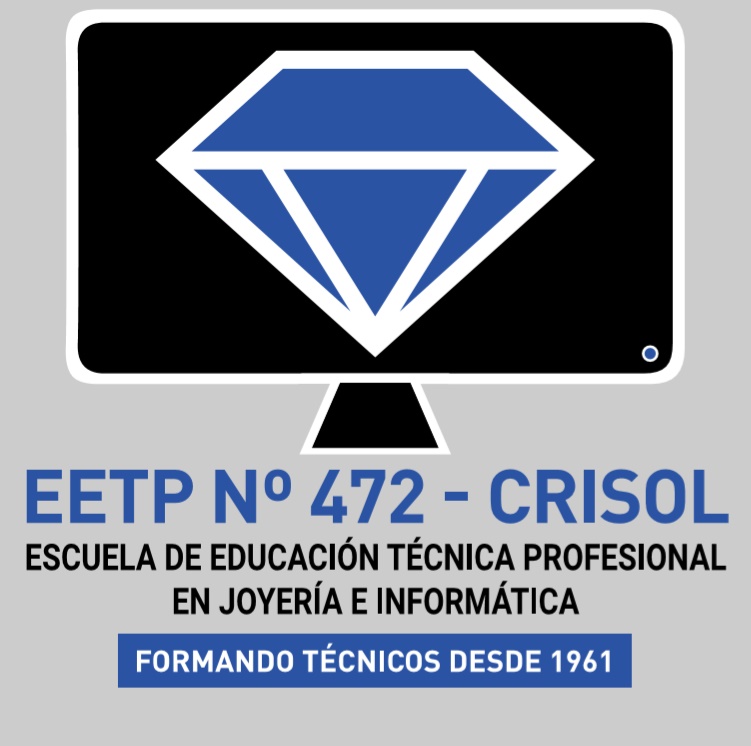 EETP Nº 472 - CRISOL
ESCUELA DE EDUCACIÓN TÉCNICA PROFESIONAL
EN JOYERÍA E INFORMÁTICA
FORMANDO TÉCNICOS DESDE 1961